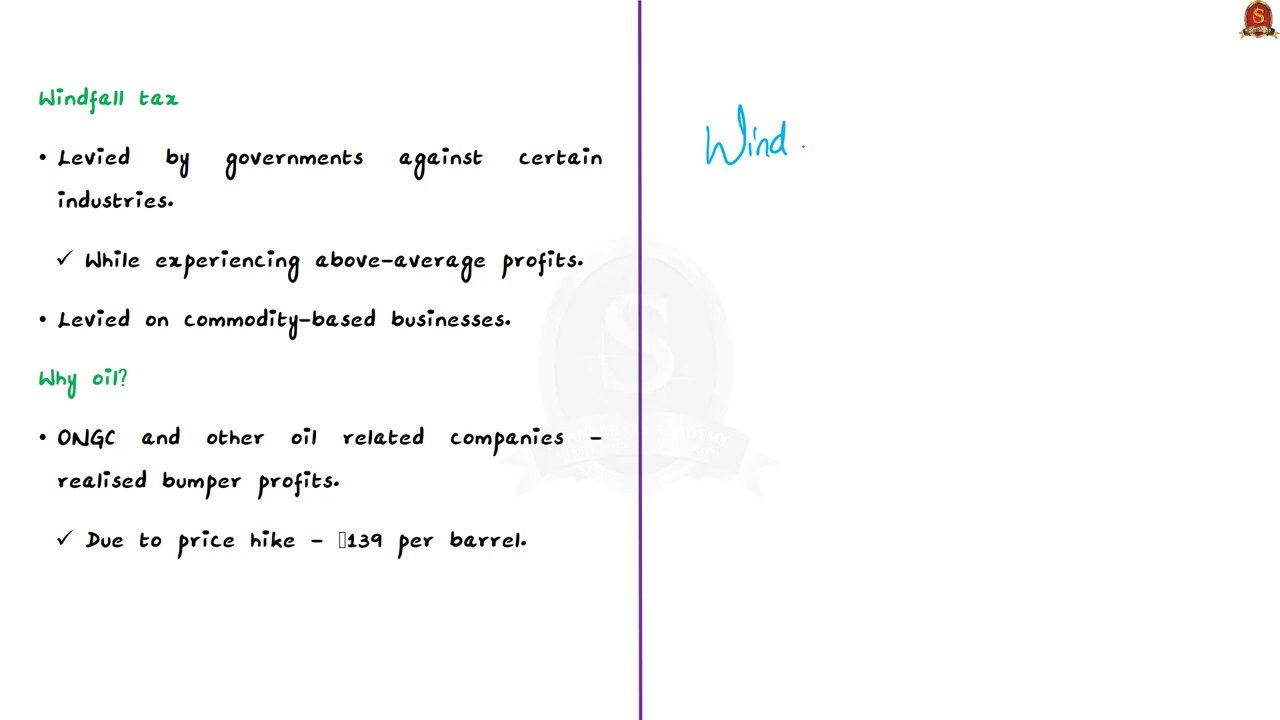 Windfall tax
• Levied by governments against certain
industries.
✓ While experiencing above-average profits.
• Levied on commodity-based businesses.
Why oil?
• ONGC and other oil related companies –
realised bumper profits.
✓ Due to price hike – 139 per barrel.
Wind
S
ACADEMY